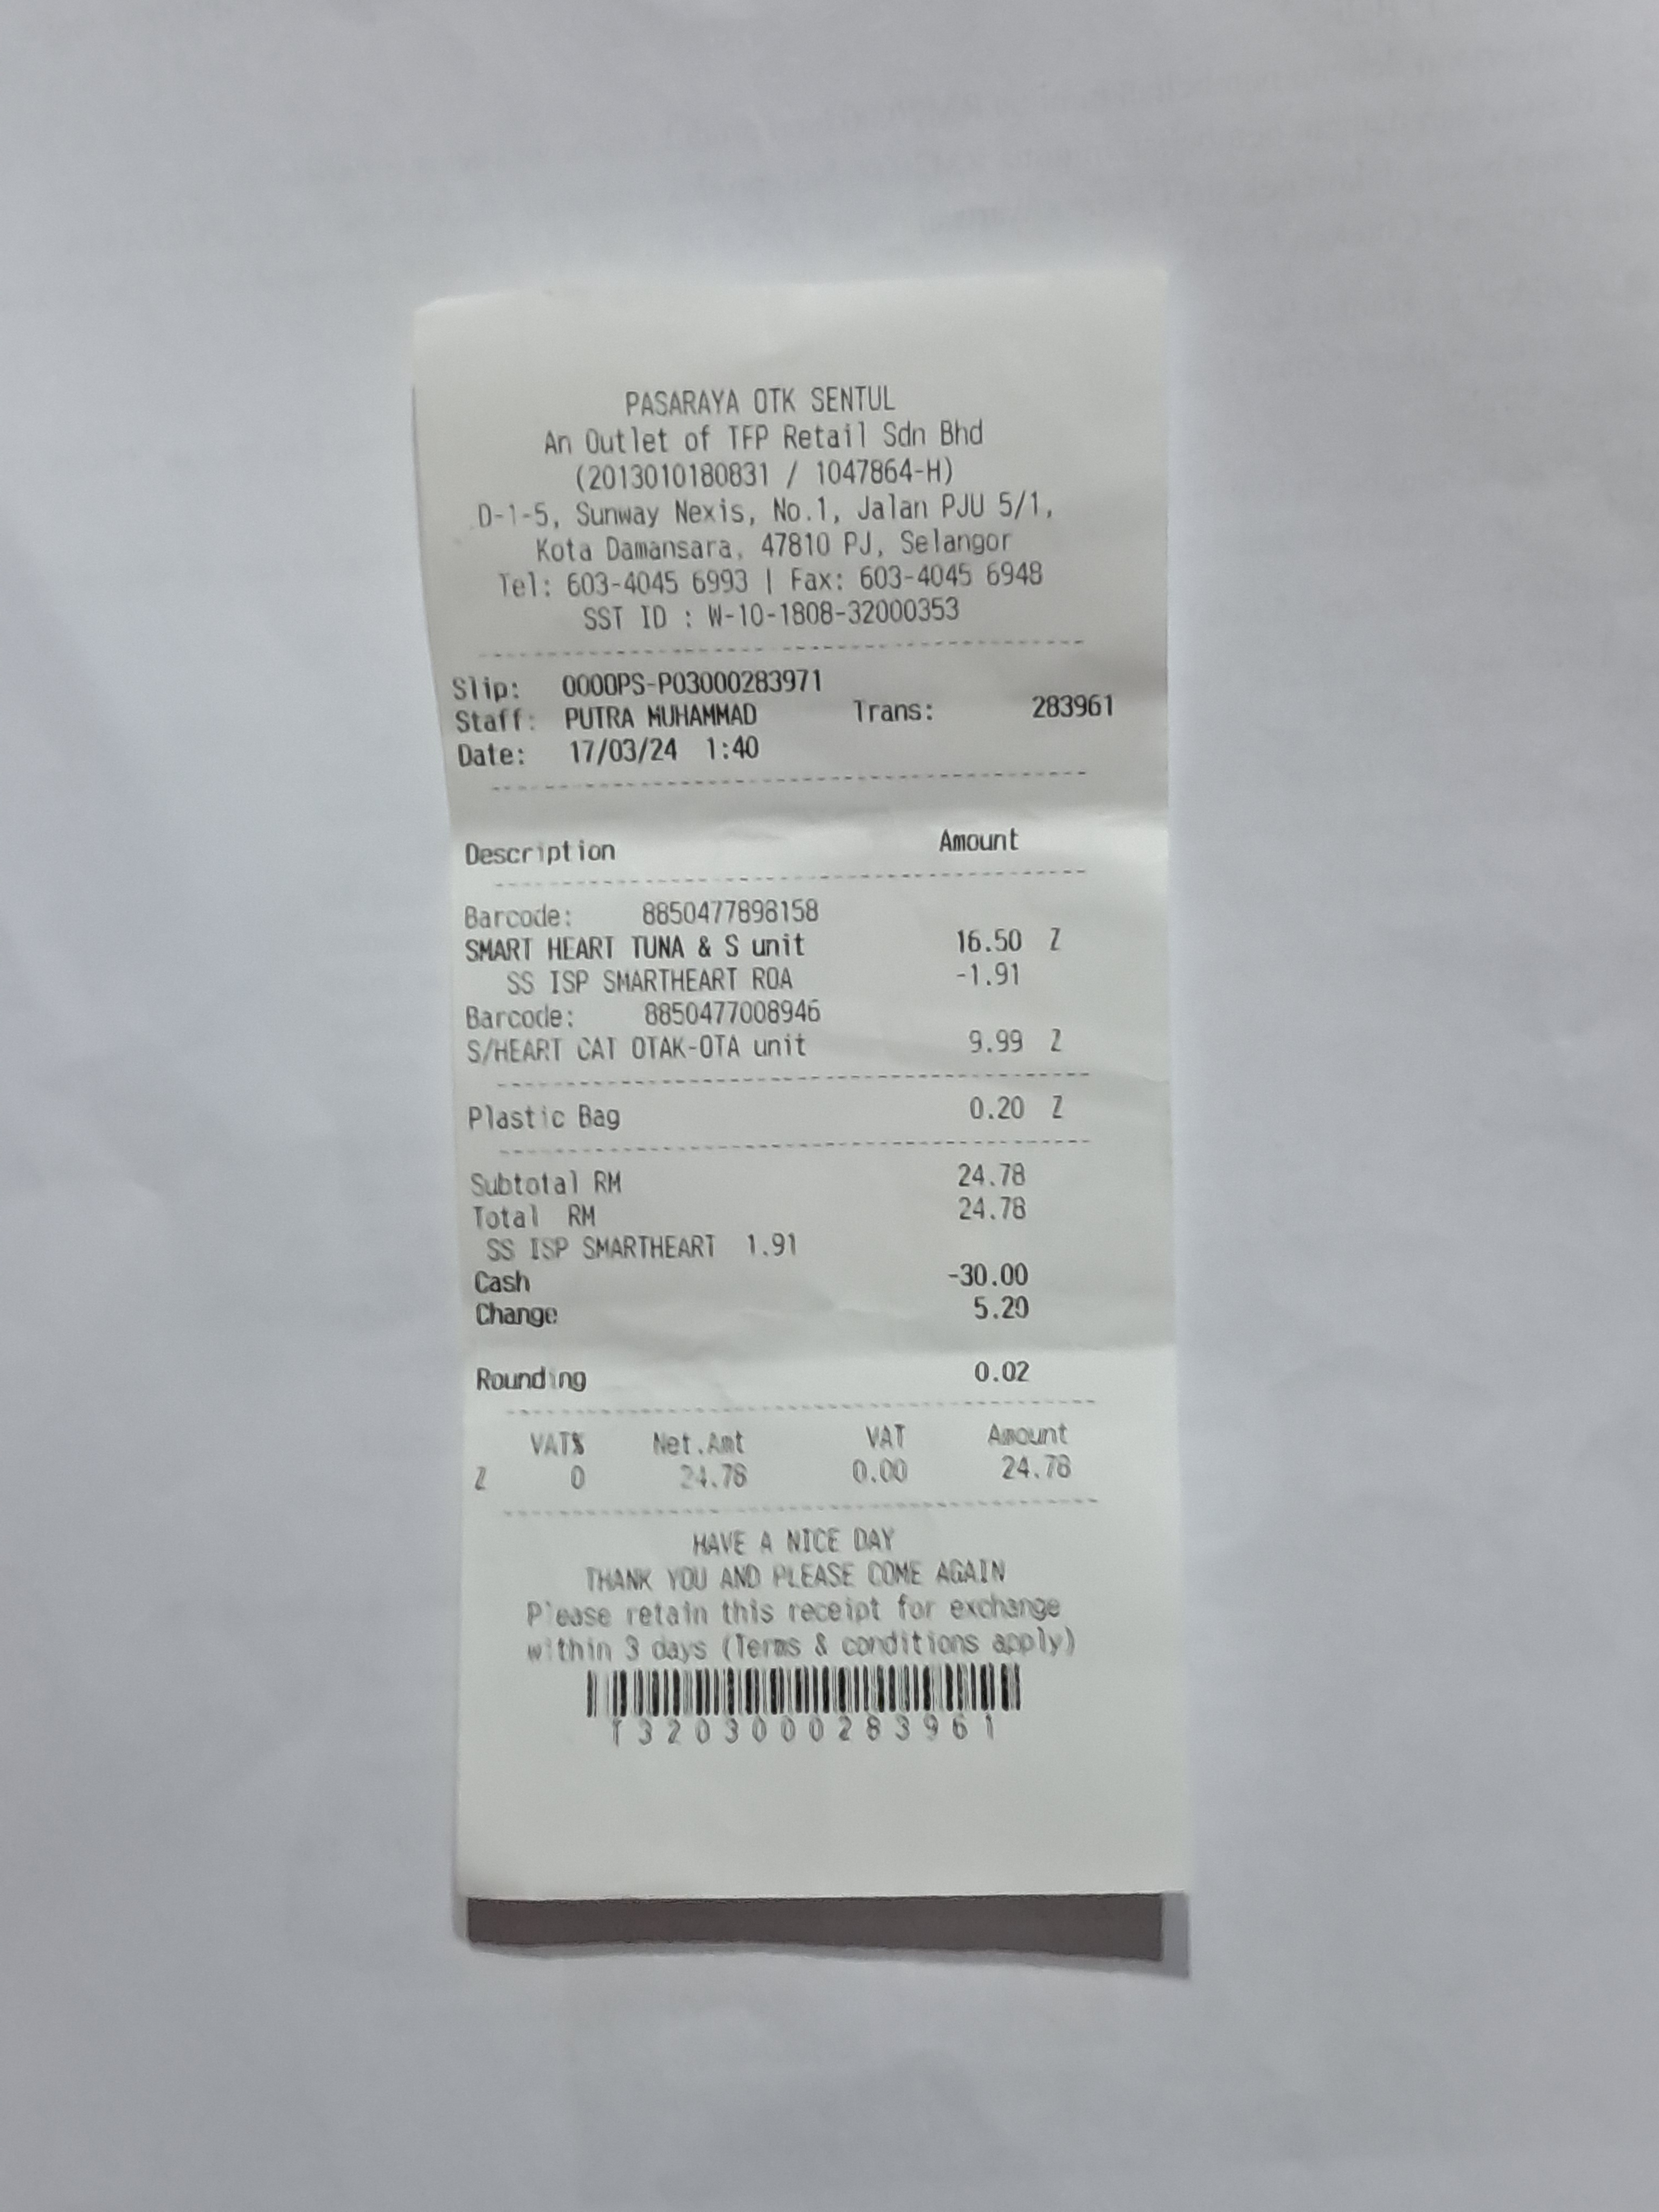 PASARAYA OTK SENTUL
An Outlet of TFP Retail Sdn Bhd
(2013010180831 / 1047864-H)
D-1-5, Sunway Nexis, No.1, Jalan PJU 5/1,
Kota Damansara, 47810 PJ, Selangor
Tel: 603-4045 6993 | Fax: 603-4045 6948
SST ID : W-10-1808-32000353
Slip: 0000PS-P03000283971
Staff: PUTRA MUHAMMAD Trans: 283961
Date: 17/03/24 1:40
Description Amount
Barcode: 8850477898158
SMART HEART TUNA & S unit 16.50 Z
SS ISP SMARTHEART ROA -1.91
Barcode: 8850477008946
S/HEART CAT OTAK-OTA unit 9.99 Z
Plastic Bag 0.20 Z
Subtotal RM 24.78
Total RM 24.78
SS ISP SMARTHEART 1.91
Cash -30.00
Change 5.20
Rounding 0.02
VAT% Net.Amt VAT Amount
Z 0 24.78 0.00 24.78
HAVE A NICE DAY
THANK YOU AND PLEASE COME AGAIN
Please retain this receipt for exchange
within 3 days (Terms & conditions apply)
T3203000283961